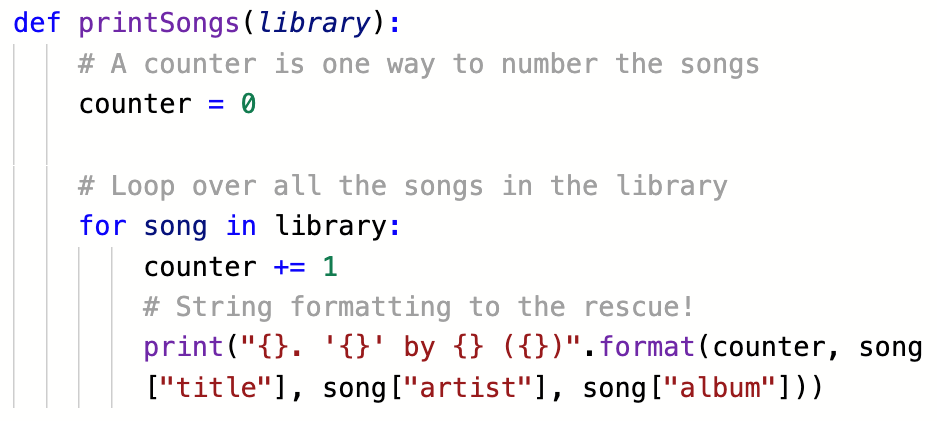 def printSongs(library):
    # A counter is one way to number the songs
    counter = 0

    # Loop over all the songs in the library
    for song in library:
        counter += 1
        # String formatting to the rescue!
        print("{}. '{}' by {} ({})".format(counter, song
        ["title"], song["artist"], song["album"]))